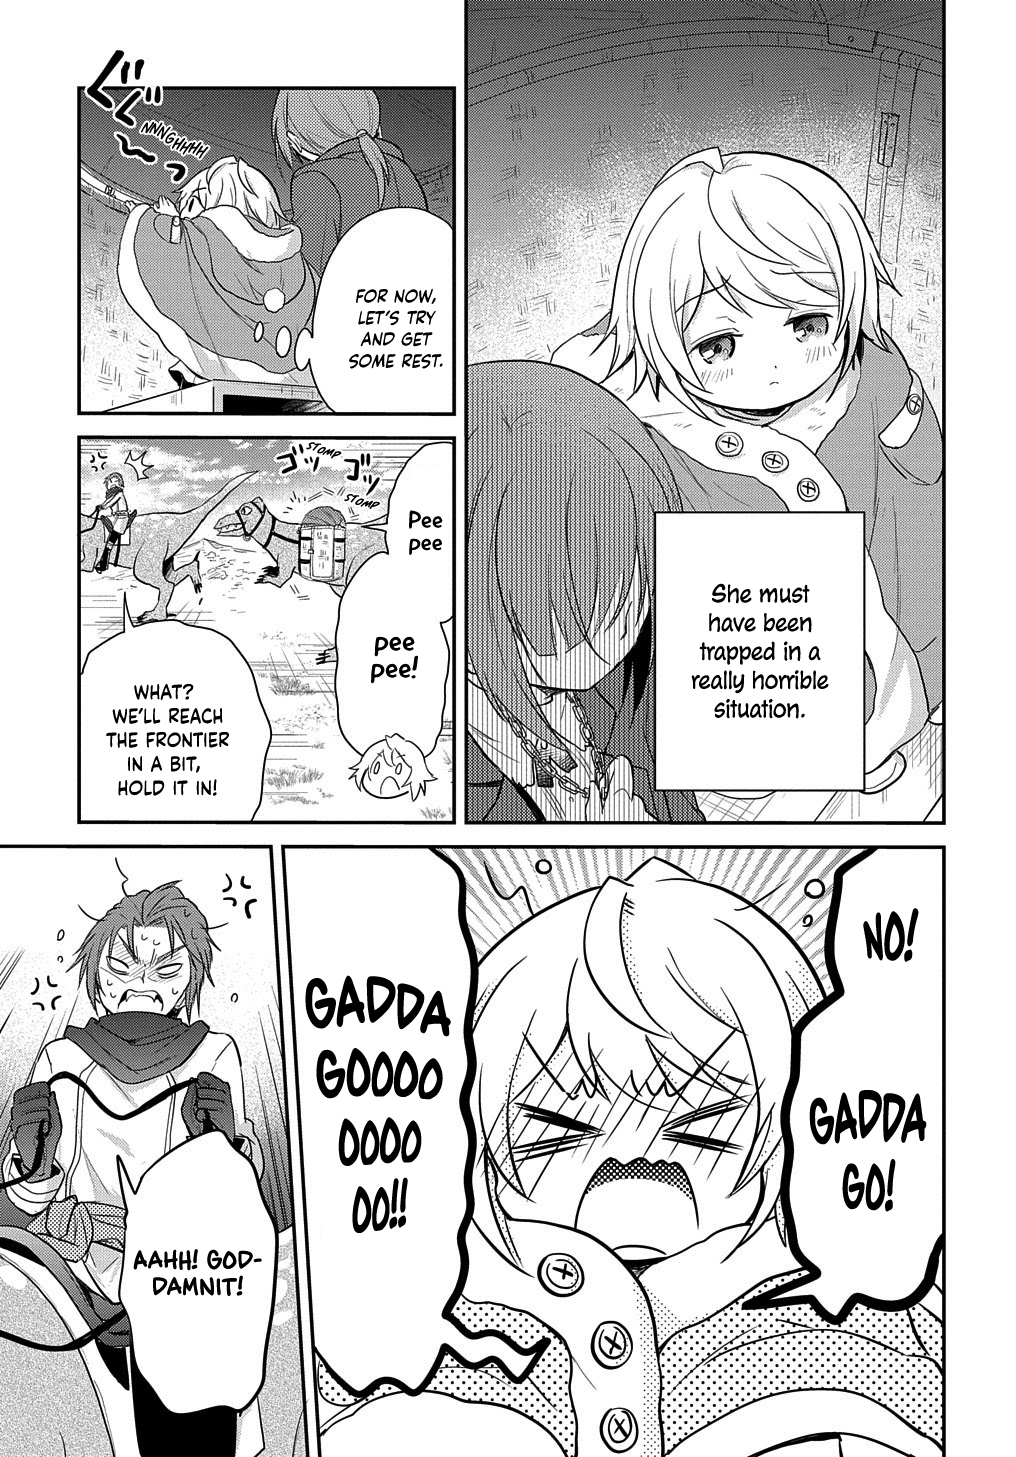 She must
have been
trapped in a
really horrible
situation.
ぐぐ〜っ
NNNGHHHH
FOR NOW,
LET'S TRY
AND GET
SOME REST.
ゴッ
STOMP
ゴッ
STOMP
Pee
pee
pee
pee!
WHAT?
WE'LL REACH
THE FRONTIER
IN A BIT,
HOLD IT IN!
NO!
GADDA
GO!
GADDA
GOOOO
OOOO
OO!!
AAHH! GOD-
DAMNIT!